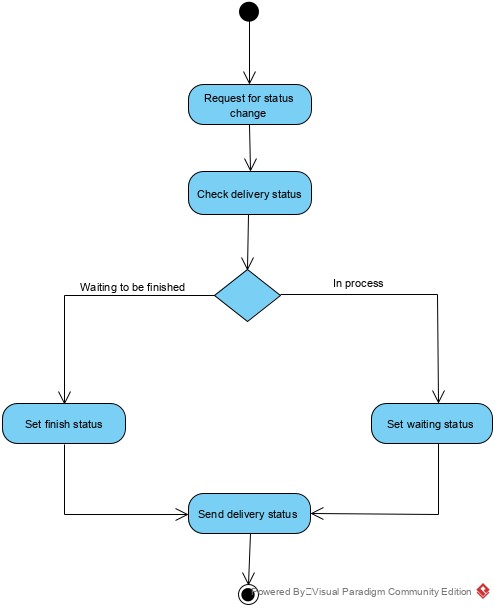 Request for status
change
Check delivery status
Waiting to be finished
In process
Set finish status
Set waiting status
Send delivery status
Powered By Visual Paradigm Community Edition